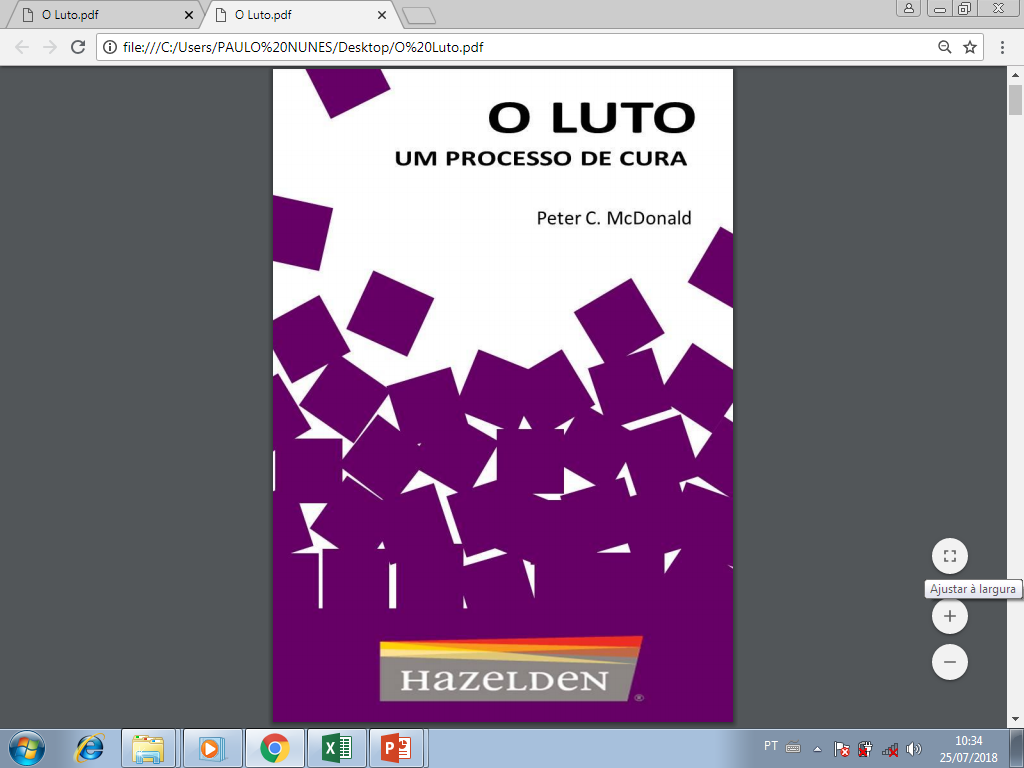 O Luto.pdf
O Luto.pdf
file:///C:/Users/PAULO%20NUNES/Desktop/O%20Luto.pdf
O LUTO
UM PROCESSO DE CURA
Peter C. McDonald
Ajustar à largura
HAZELDEN®
PT
10:34
25/07/2018